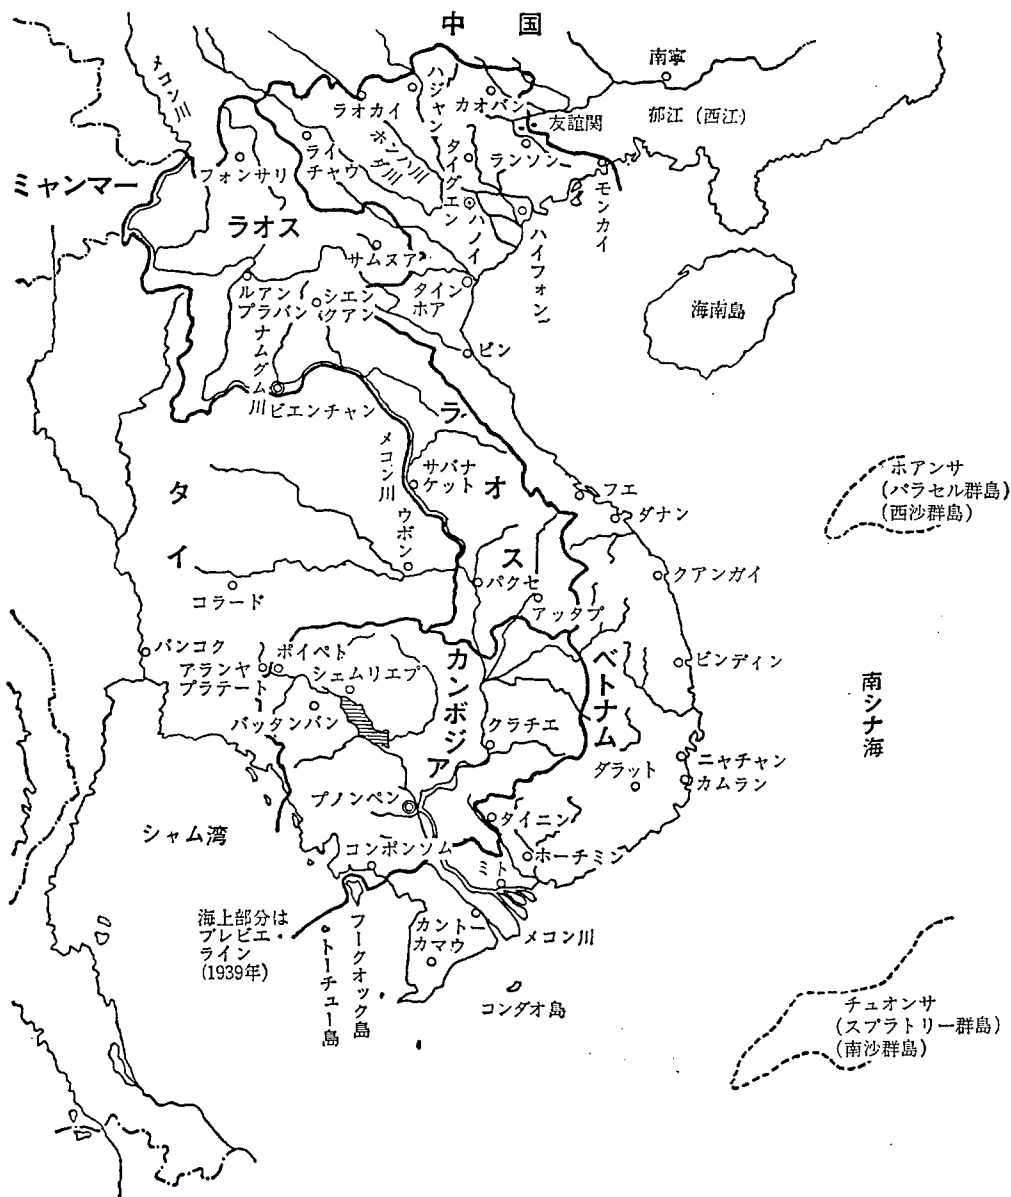 中国
メコン川
南寧
ハジャン
ラオカイ
カオバン
友誼関
郁江（西江）
ホンハ川
ダ川
タイグエン
ランソン
ライ
チャウ
フォンサリ
ミャンマー
モンカイ
ラオス
ハノイ
ハイフォン
サムヌア
ルアン
プラバン
シエン
クアン
タイン
ホア
海南島
ナムグム川
ビン
ビエンチャン
ラオス
メコン川
サバナ
ケット
タイ
ウボン
フエ
ダナン
ホアンサ
(パラセル群島)
(西沙群島)
クアンガイ
パクセ
コラード
アッタプ
バンコク
ポイペト
アランヤ
プラテート
シェムリエプ
カンボジア
ベトナム
ビンディン
南シナ海
バッタンバン
クラチエ
ニャチャン
ダラット
カムラン
プノンペン
タイニン
シャム湾
コンポンソム
ホーチミン
ミト
海上部分は
ブレビエ・
ライン
(1939年)
トーチュー島
フークオック島
カントー
カマウ
メコン川
コンダオ島
チュオンサ
(スプラトリー群島)
(南沙群島)